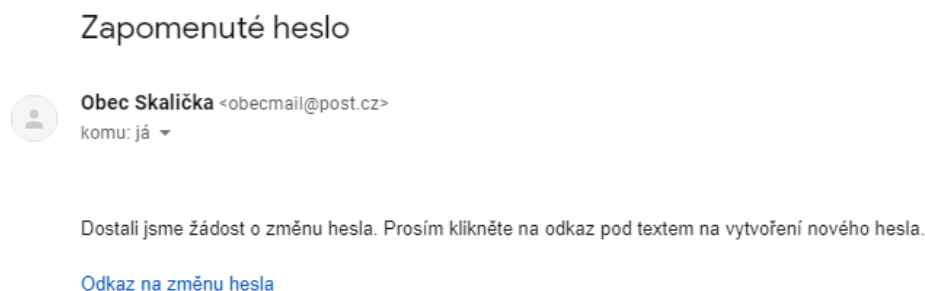 Zapomenuté heslo
Obec Skalička <obecmail@post.cz>
komu: já
Dostali jsme žádost o změnu hesla. Prosím klikněte na odkaz pod textem na vytvoření nového hesla.
Odkaz na změnu hesla